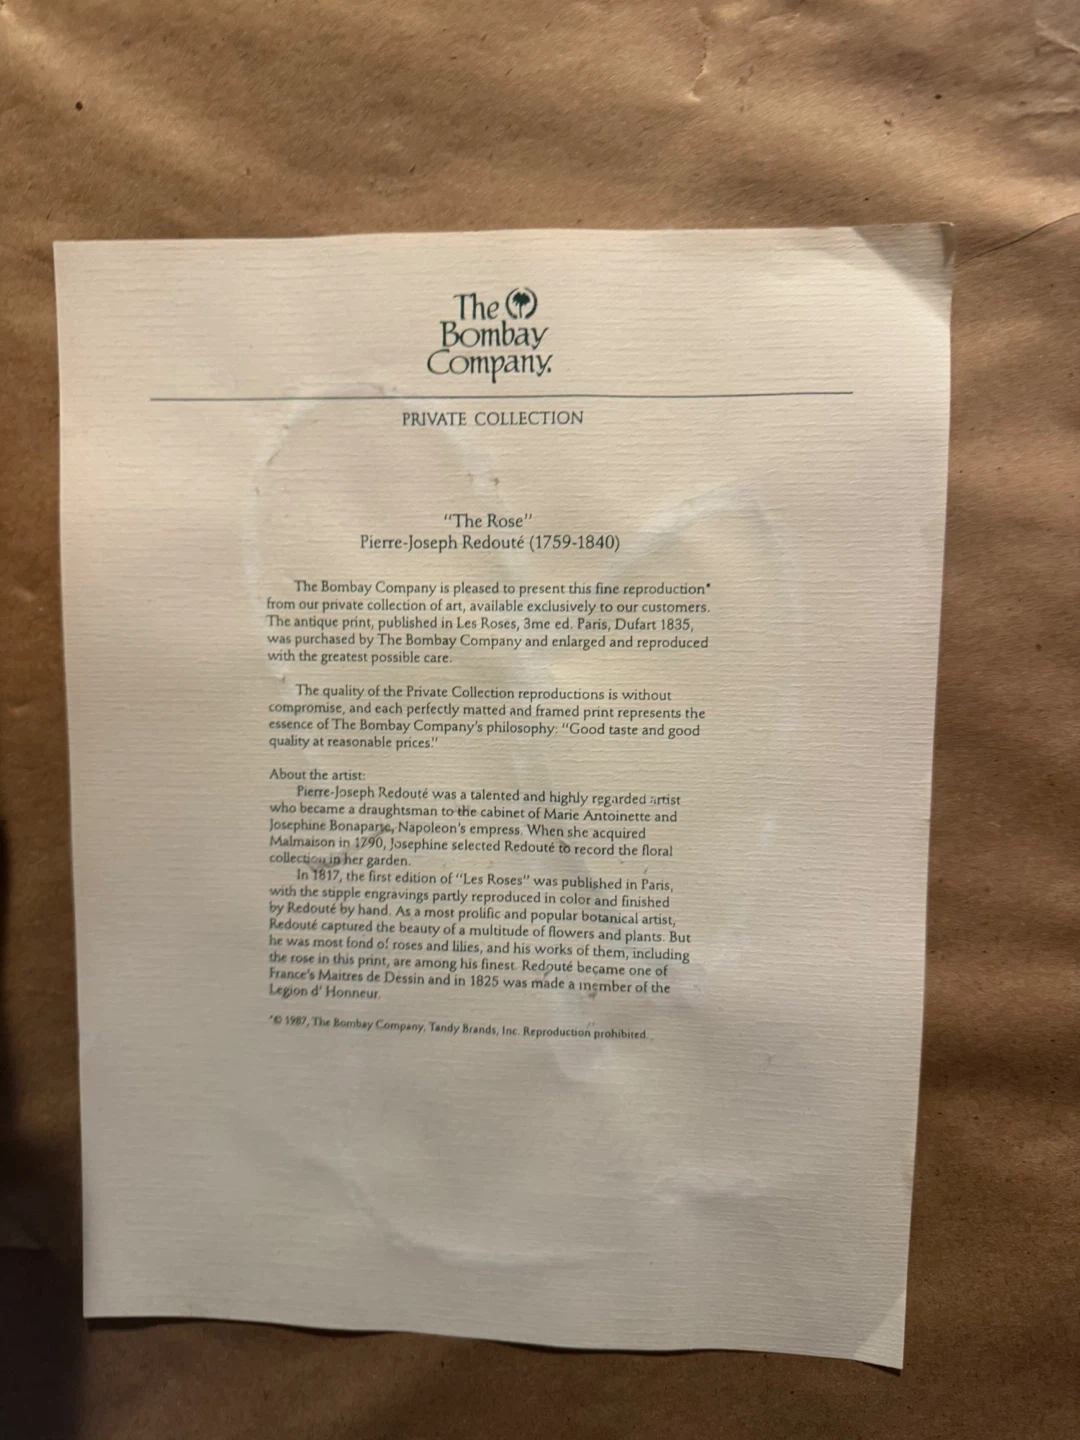 The
Bombay
Company.
PRIVATE COLLECTION
"The Rose"
Pierre-Joseph Redouté (1759-1840)
The Bombay Company is pleased to present this fine reproduction*
from our private collection of art, available exclusively to our customers.
The antique print, published in Les Roses, 3me ed. Paris, Dufart 1835,
was purchased by The Bombay Company and enlarged and reproduced
with the greatest possible care.
The quality of the Private Collection reproductions is without
compromise, and each perfectly matted and framed print represents the
essence of The Bombay Company's philosophy: "Good taste and good
quality at reasonable prices."
About the artist:
Pierre-Joseph Redouté was a talented and highly regarded artist
who became a draughtsman to the cabinet of Marie Antoinette and
Josephine Bonaparte, Napoleon's empress. When she acquired
Malmaison in 1790, Josephine selected Redouté to record the floral
collection in her garden.
In 1817, the first edition of "Les Roses" was published in Paris,
with the stipple engravings partly reproduced in color and finished
by Redouté by hand. As a most prolific and popular botanical artist,
Redouté captured the beauty of a multitude of flowers and plants. But
he was most fond of roses and lilies, and his works of them, including
the rose in this print, are among his finest. Redouté became one of
France's Maitres de Dessin and in 1825 was made a member of the
Legion d' Honneur.
*© 1987, The Bombay Company, Tandy Brands, Inc. Reproduction prohibited.